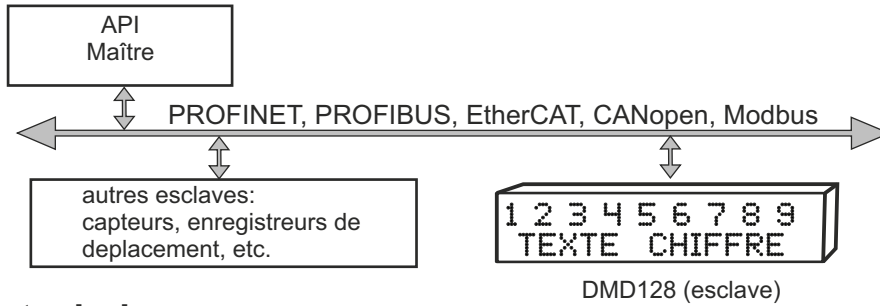 API
Maître
PROFINET, PROFIBUS, EtherCAT, CANopen, Modbus
autres esclaves:
capteurs, enregistreurs de
deplacement, etc.
1 2 3 4 5 6 7 8 9
TEXTE CHIFFRE
DMD128 (esclave)